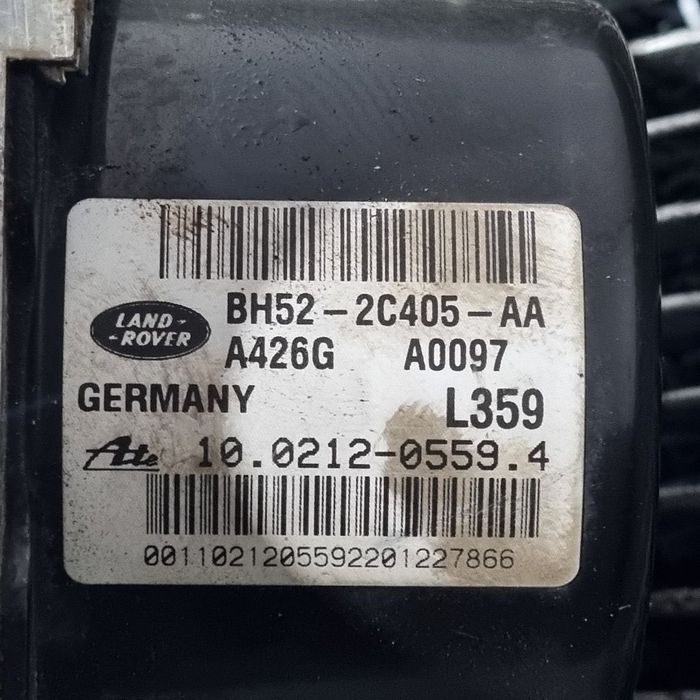 BH52-2C405-AA
LAND-
-ROVER
A426G A0097
GERMANY L359
Ate 10.0212-0559.4
0011021205592201227866